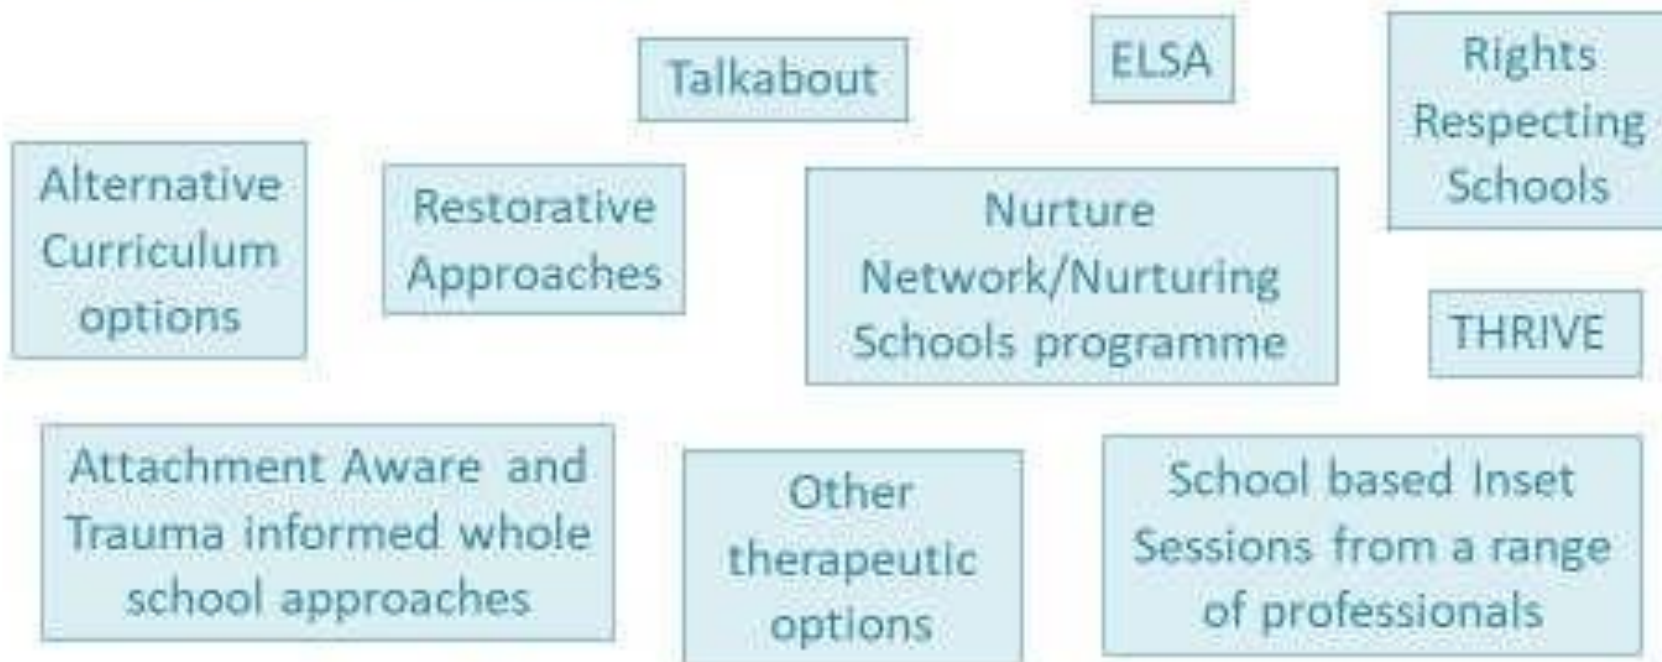 Talkabout
ELSA
Rights
Respecting
Schools
Alternative
Curriculum
options
Restorative
Approaches
Nurture
Network/Nurturing
Schools programme
THRIVE
Attachment Aware and
Trauma informed whole
school approaches
Other
therapeutic
options
School based Inset
Sessions from a range
of professionals